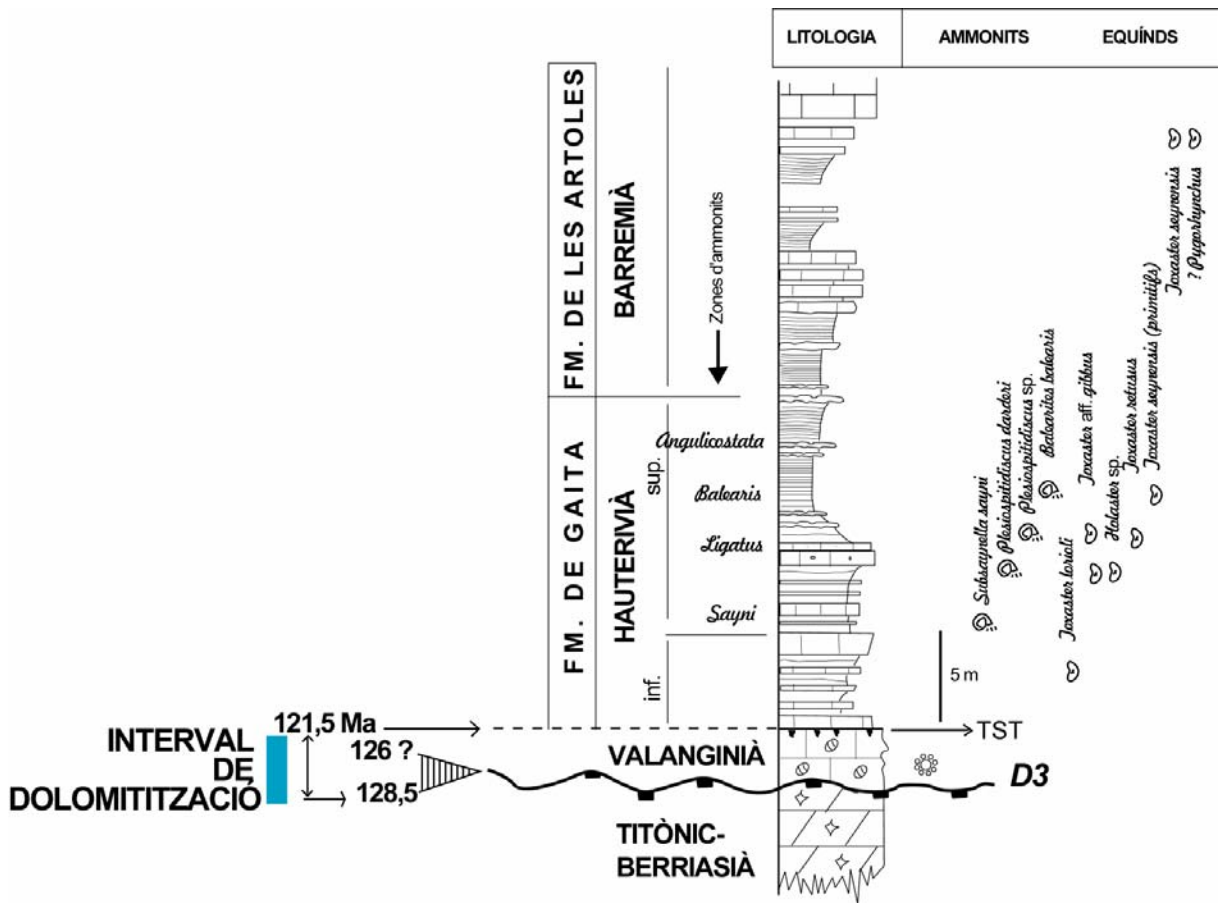 LITOLOGIA
AMMONITS
EQUÍNDS
FM. DE LES ARTOLES
BARREMIÀ
Zones d'ammonits
FM. DE GAITA
HAUTERIVIÀ
sup.
inf.
Angulicostata
Balearis
Ligatus
Sayni
Subsaynella sayni
Plesiospitidiscus darderi
Plesiospitidiscus sp.
Balearites balearis
Toxaster lorioli
Toxaster aff. gibbus
Holaster sp.
Toxaster retusus
Toxaster seynensis (primitifs)
Toxaster seynensis
? Pygorhynchus
5 m
TST
121,5 Ma
INTERVAL
DE
DOLOMITITZACIÓ
126 ?
128,5
VALANGINIÀ
D3
TITÒNIC-
BERRIASIÀ